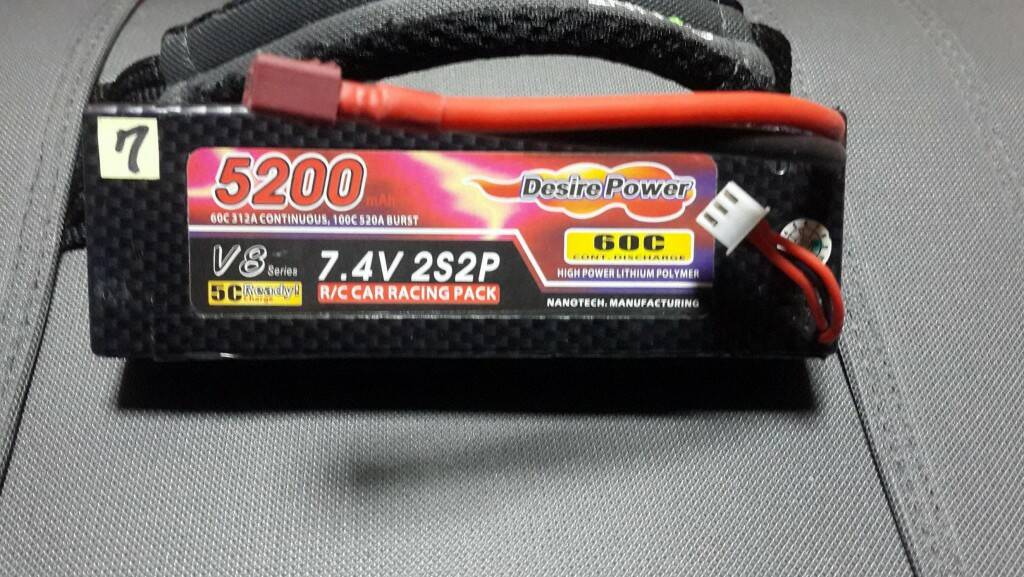 7
5200 mAh
60C 312A CONTINUOUS, 100C 520A BURST
Desire Power
60C
CONT. DISCHARGE
HIGH POWER LITHIUM POLYMER
V8 Series
5C Ready!
Charge
7.4V 2S2P
R/C CAR RACING PACK
NANOTECH. MANUFACTURING